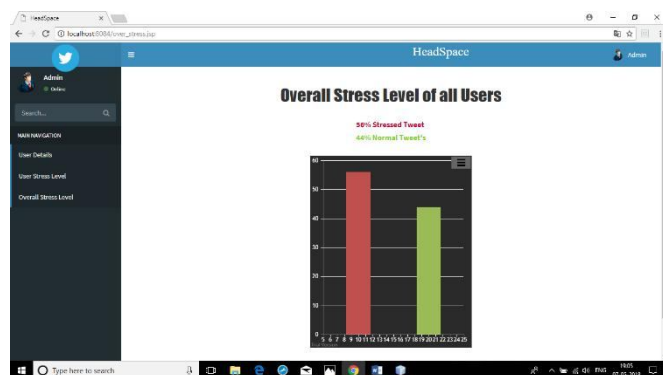 HeadSpace
localhost:8084/over_stress.jsp
HeadSpace
Admin
Admin
Online
Search...
MAIN NAVIGATION
User Details
User Stress Level
Overall Stress Level
Overall Stress Level of all Users
56% Stressed Tweet
44% Normal Tweet's
60
50
40
30
20
10
0
5 6 7 8 9 10 11 12 13 14 15 16 17 18 19 20 21 22 23 24 25
Type here to search
ENG
19:05
07-05-2018